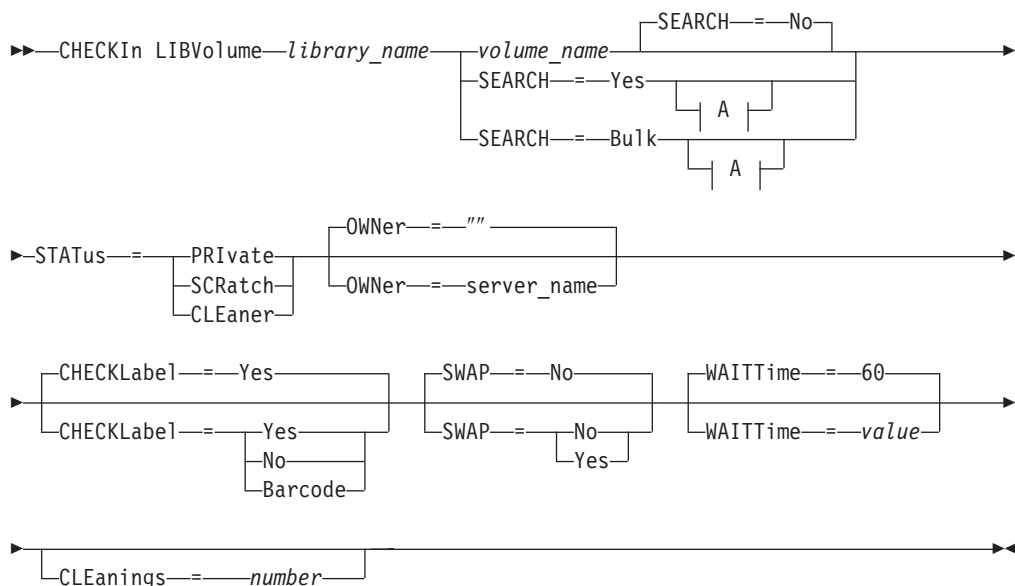 SEARCH = No
CHECKIn LIBVolume library_name volume_name
SEARCH = Yes
A
SEARCH = Bulk
A
OWNer = ""
STATus = PRIvate
SCRatch OWNer = server_name
CLEaner
CHECKLabel = Yes SWAP = No WAITTime = 60
CHECKLabel = Yes SWAP = No WAITTime = value
No Yes
Barcode
CLEanings = number